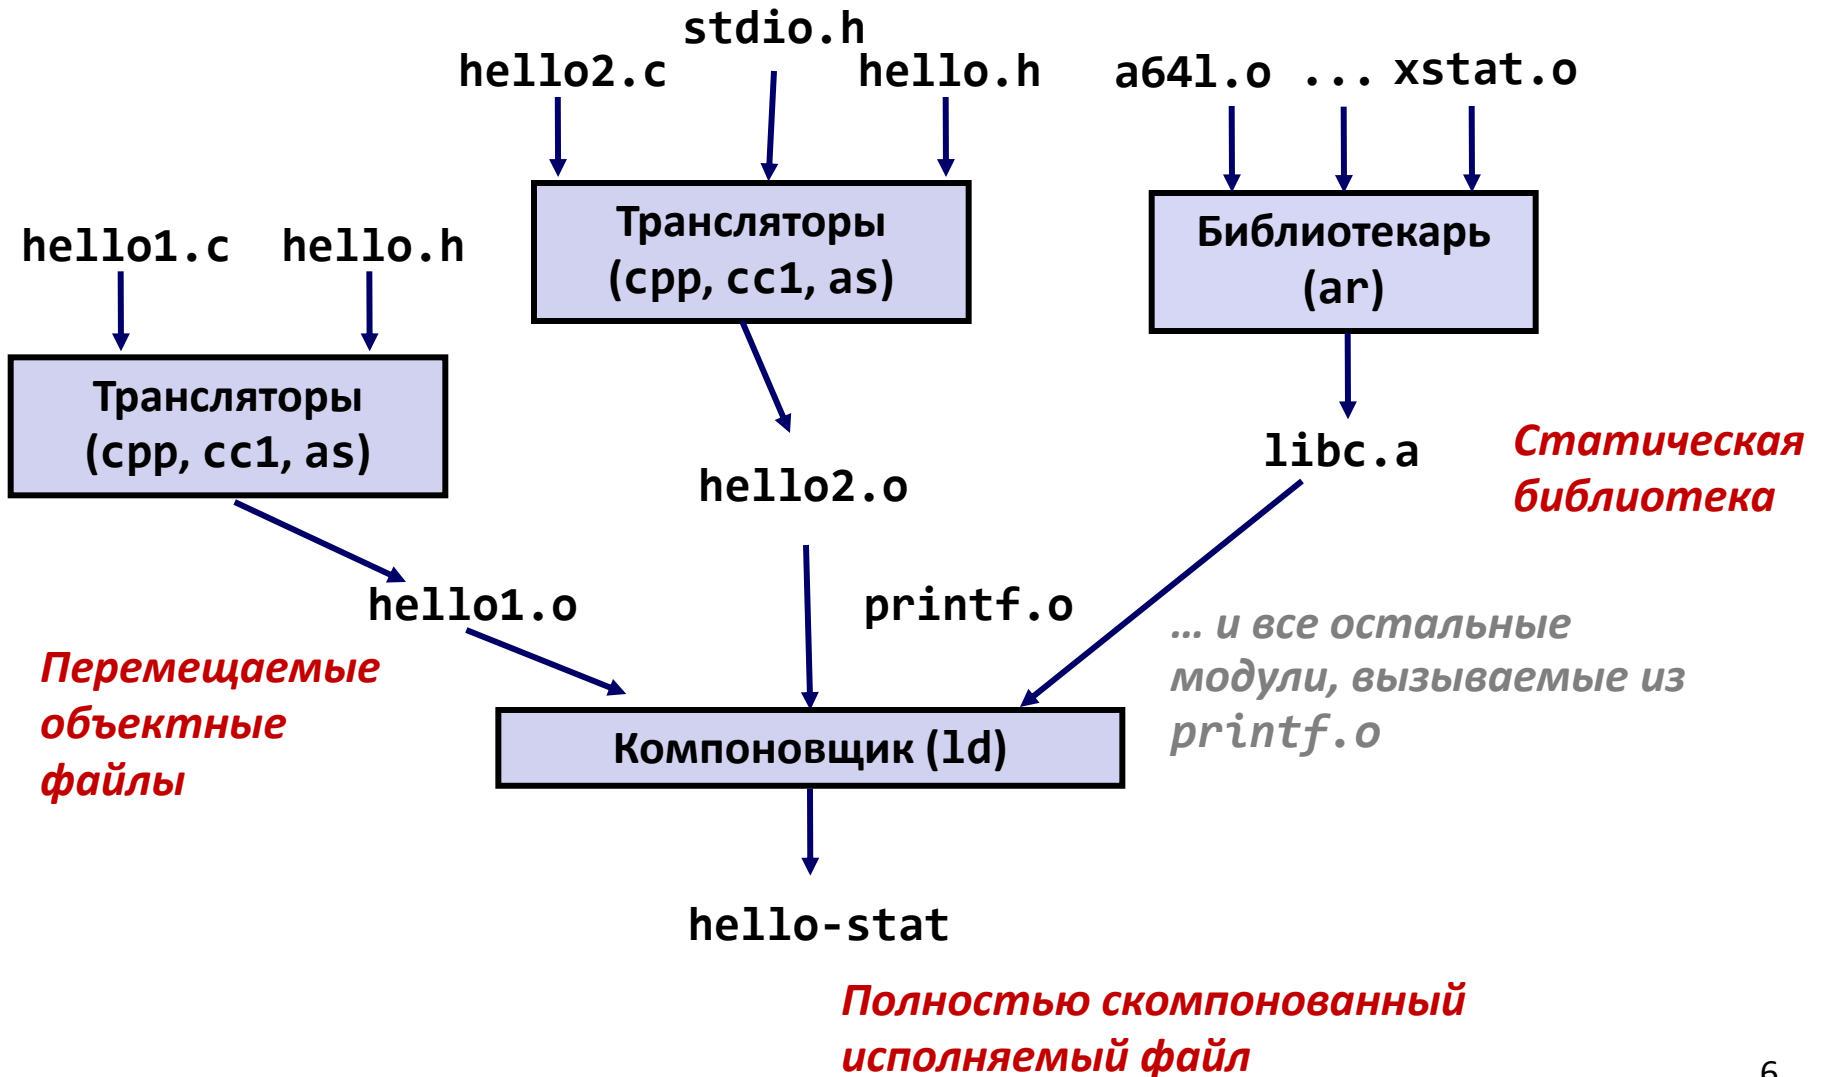 stdio.h
hello2.c
hello.h
a64l.o ... xstat.o
Трансляторы
(cpp, cc1, as)
Библиотекарь
(ar)
hello1.c hello.h
Трансляторы
(cpp, cc1, as)
libc.a
Статическая
библиотека
hello2.o
hello1.o
printf.o
... и все остальные
модули, вызываемые из
printf.o
Перемещаемые
объектные
файлы
Компоновщик (ld)
hello-stat
Полностью скомпонованный
исполняемый файл
6